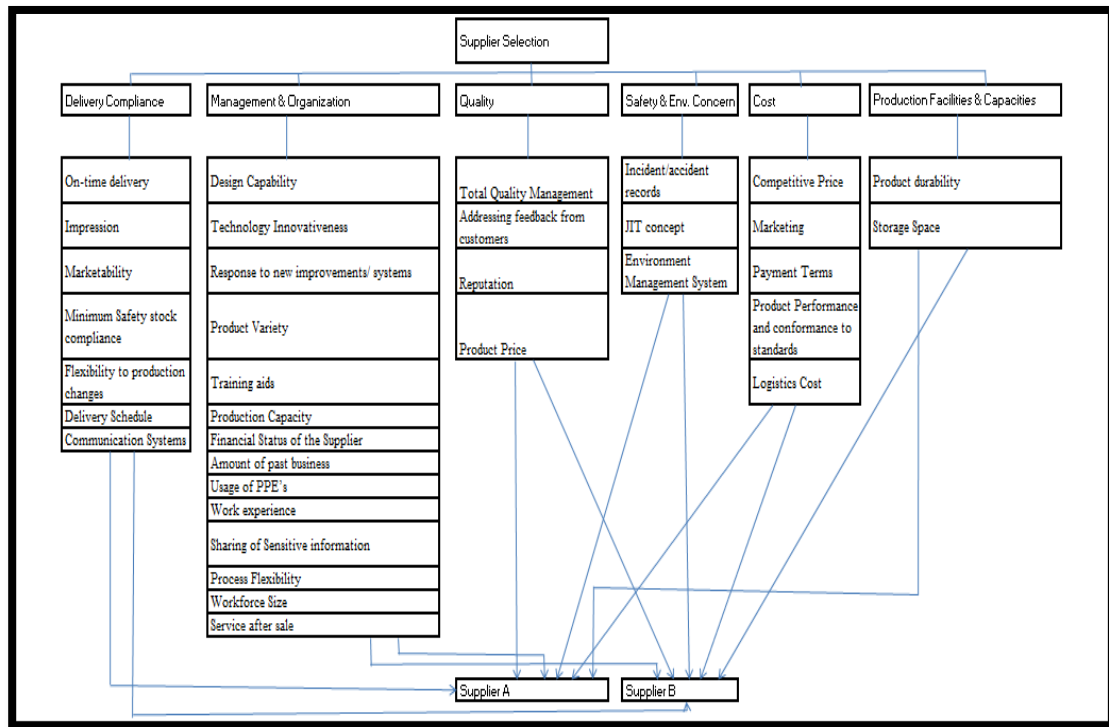 Supplier Selection
Delivery Compliance
Management & Organization
Quality
Safety & Env. Concern
Cost
Production Facilities & Capacities
On-time delivery
Impression
Marketability
Minimum Safety stock
compliance
Flexibility to production
changes
Delivery Schedule
Communication Systems
Design Capability
Technology Innovativeness
Response to new improvements/ systems
Product Variety
Training aids
Production Capacity
Financial Status of the Supplier
Amount of past business
Usage of PPE's
Work experience
Sharing of Sensitive information
Process Flexibility
Workforce Size
Service after sale
Total Quality Management
Addressing feedback from
customers
Reputation
Product Price
Incident/accident
records
JIT concept
Environment
Management System
Competitive Price
Marketing
Payment Terms
Product Performance
and conformance to
standards
Logistics Cost
Product durability
Storage Space
Supplier A
Supplier B